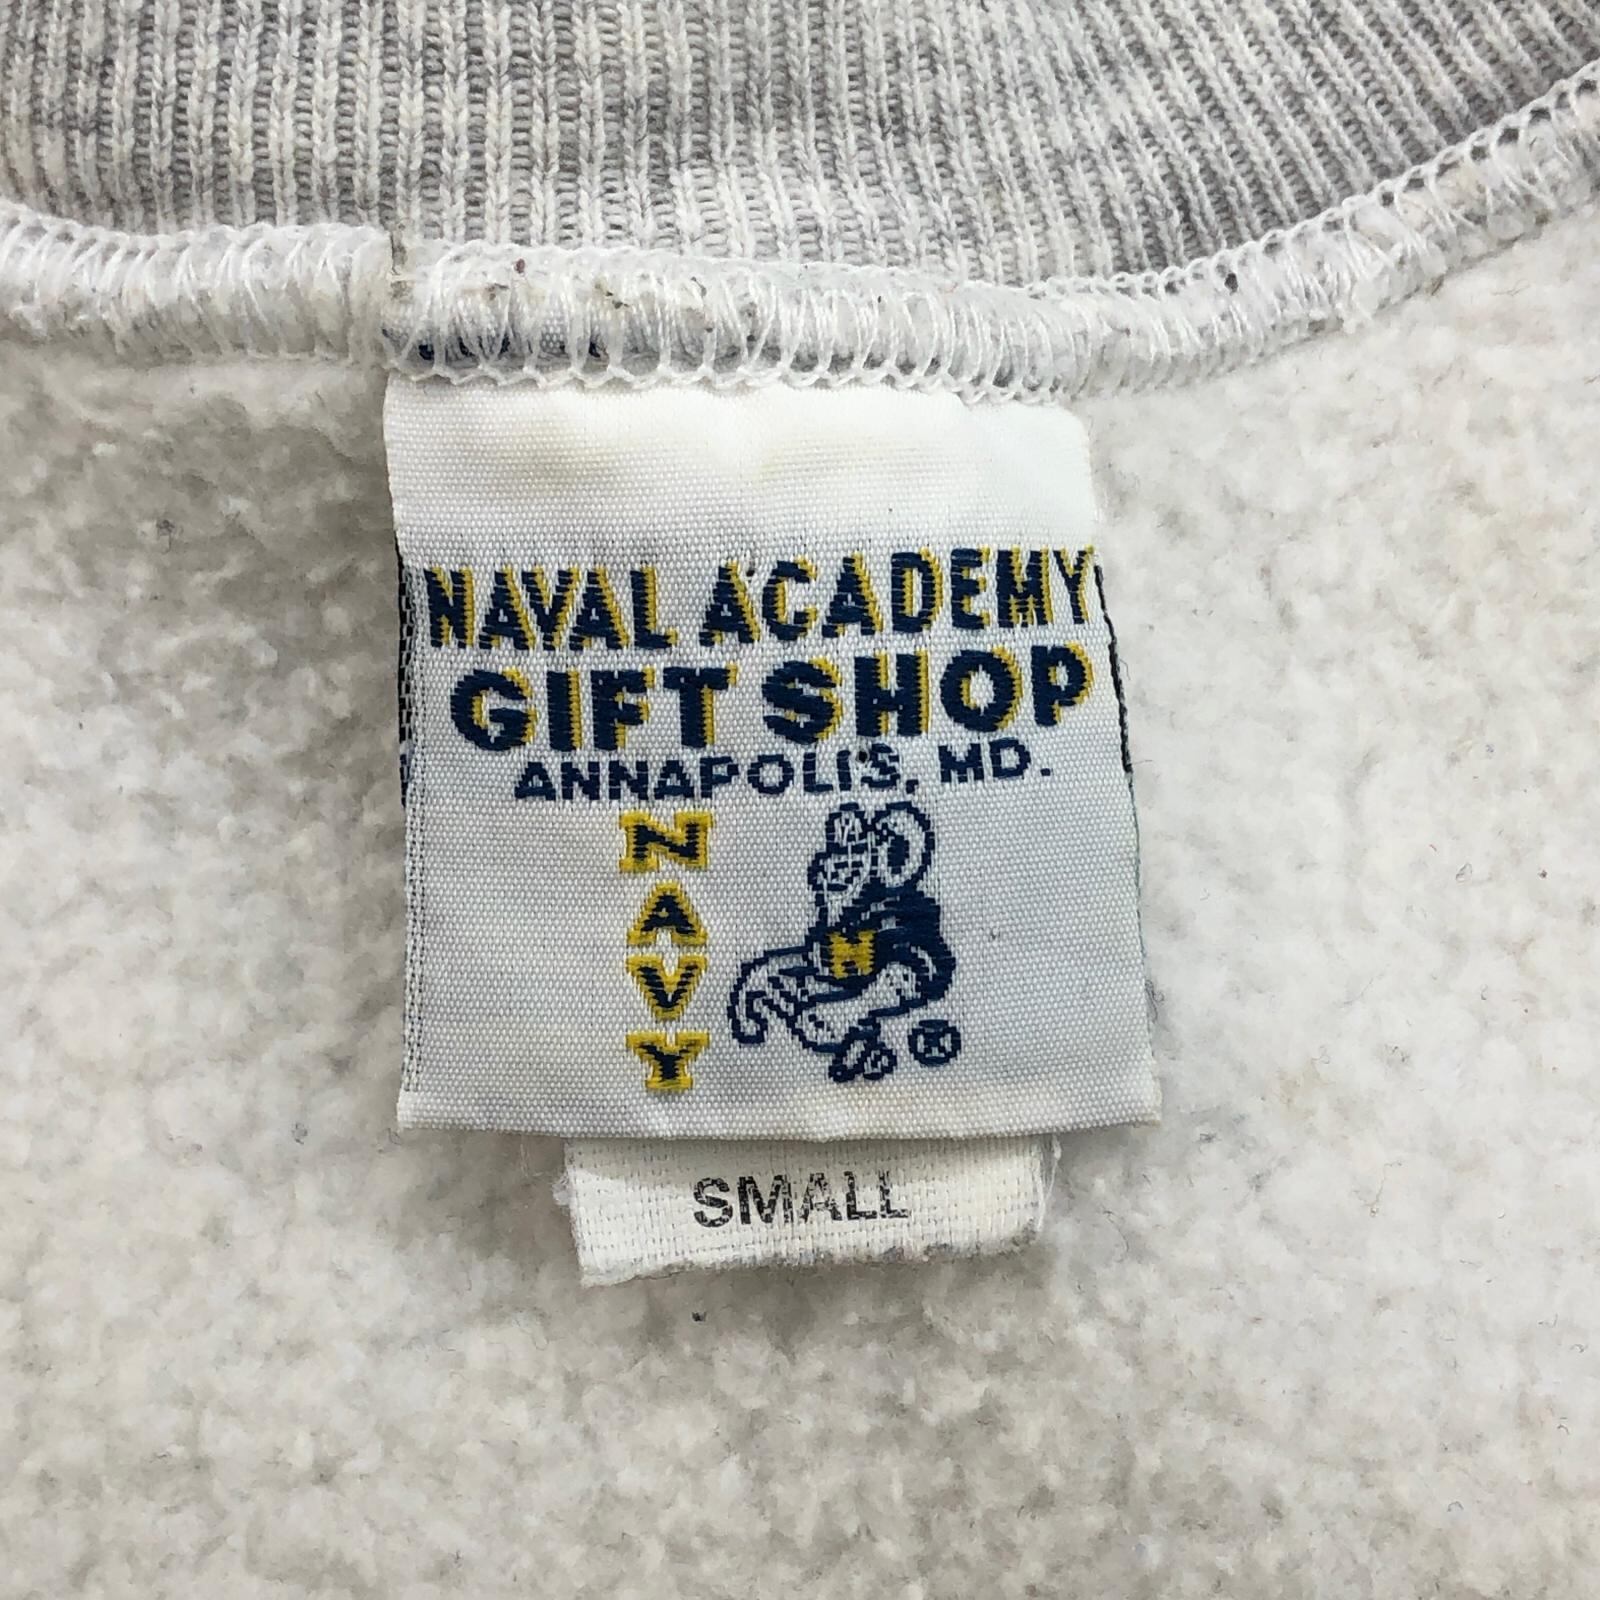 NAVAL ACADEMY
GIFT SHOP
ANNAPOLIS, MD.
NAVY
N
®
SMALL